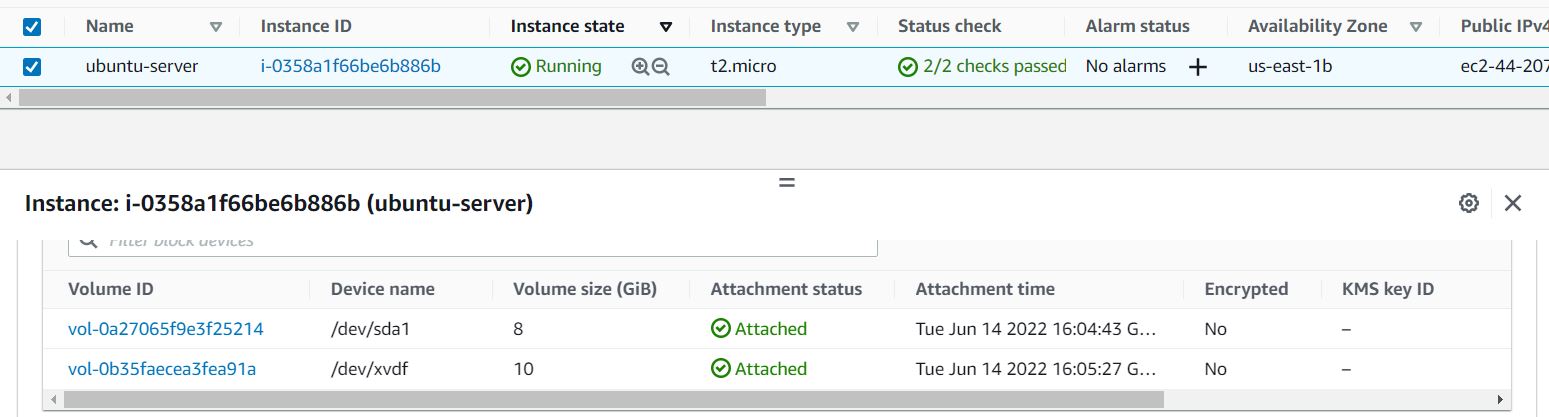 Name Instance ID Instance state Instance type Status check Alarm status Availability Zone Public IPv4
ubuntu-server i-0358a1f66be6b886b Running t2.micro 2/2 checks passed No alarms + us-east-1b ec2-44-207
Instance: i-0358a1f66be6b886b (ubuntu-server)
Filter block devices
Volume ID Device name Volume size (GiB) Attachment status Attachment time Encrypted KMS key ID
vol-0a27065f9e3f25214 /dev/sda1 8 Attached Tue Jun 14 2022 16:04:43 G... No –
vol-0b35faecea3fea91a /dev/xvdf 10 Attached Tue Jun 14 2022 16:05:27 G... No –